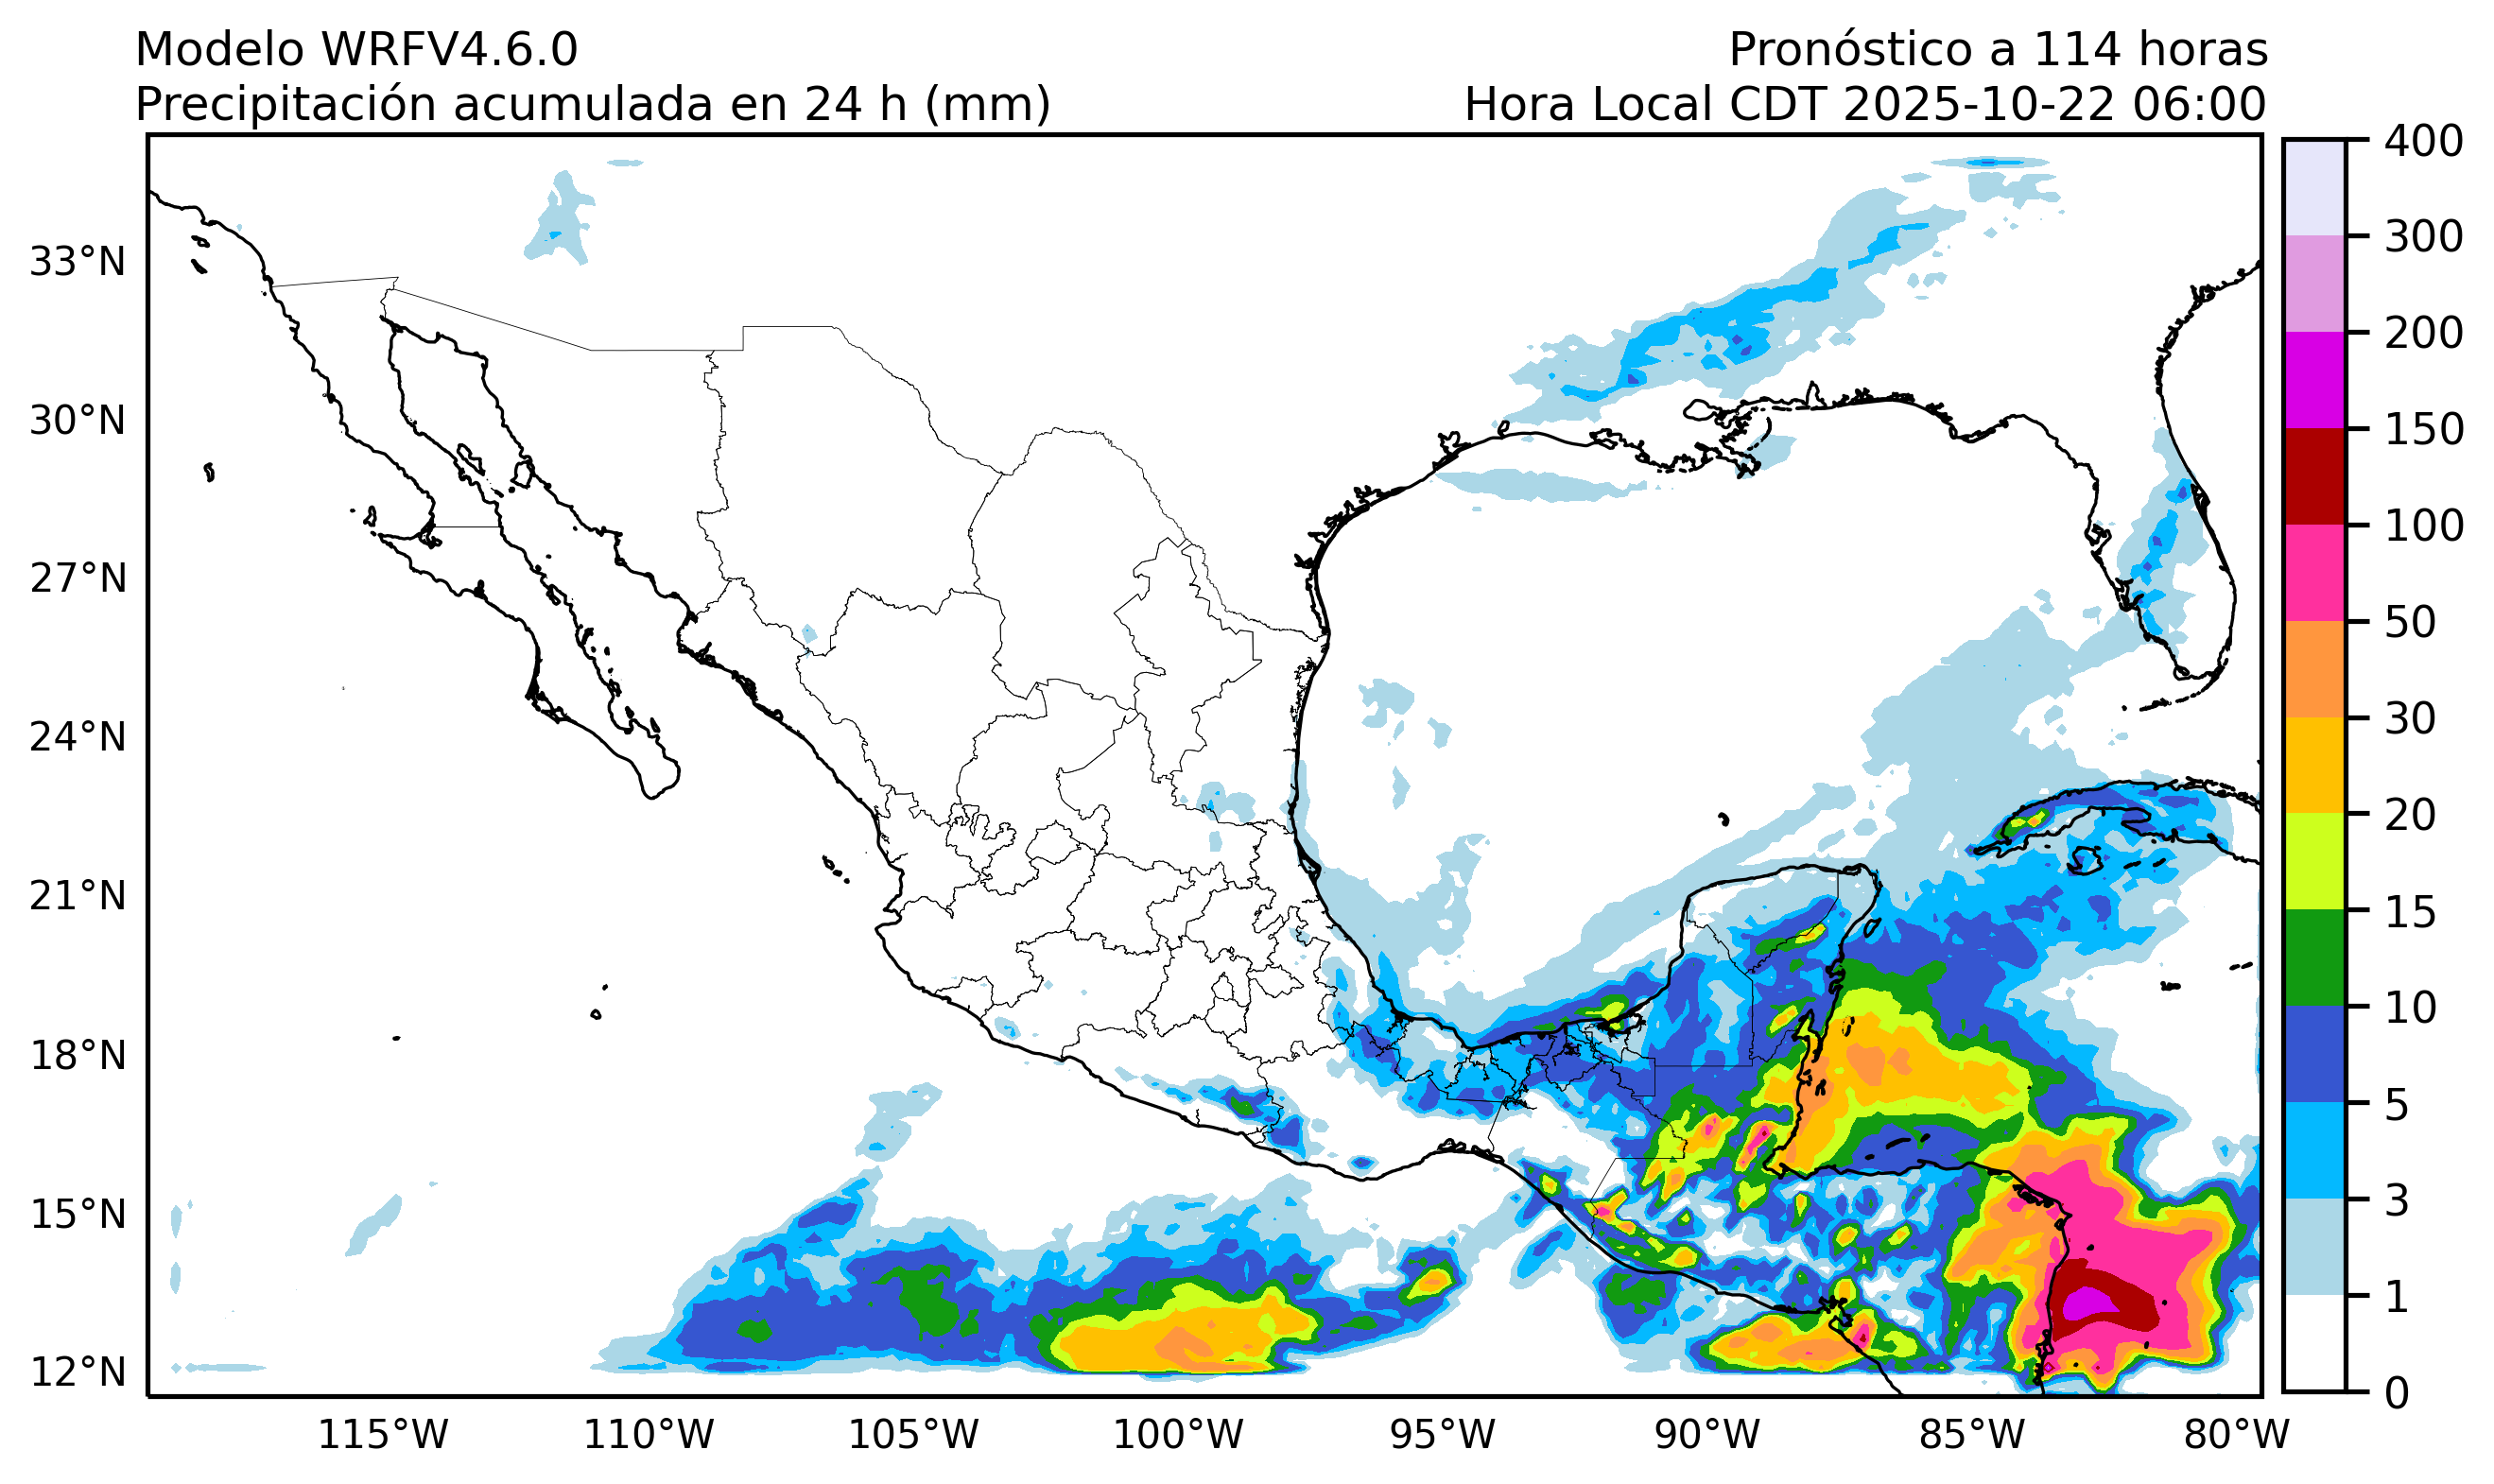 Modelo WRFV4.6.0
Pronóstico a 114 horas
Precipitación acumulada en 24 h (mm)
Hora Local CDT 2025-10-22 06:00
33°N
30°N
27°N
24°N
21°N
18°N
15°N
12°N
115°W
110°W
105°W
100°W
95°W
90°W
85°W
80°W
400
300
200
150
100
50
30
20
15
10
5
3
1
0